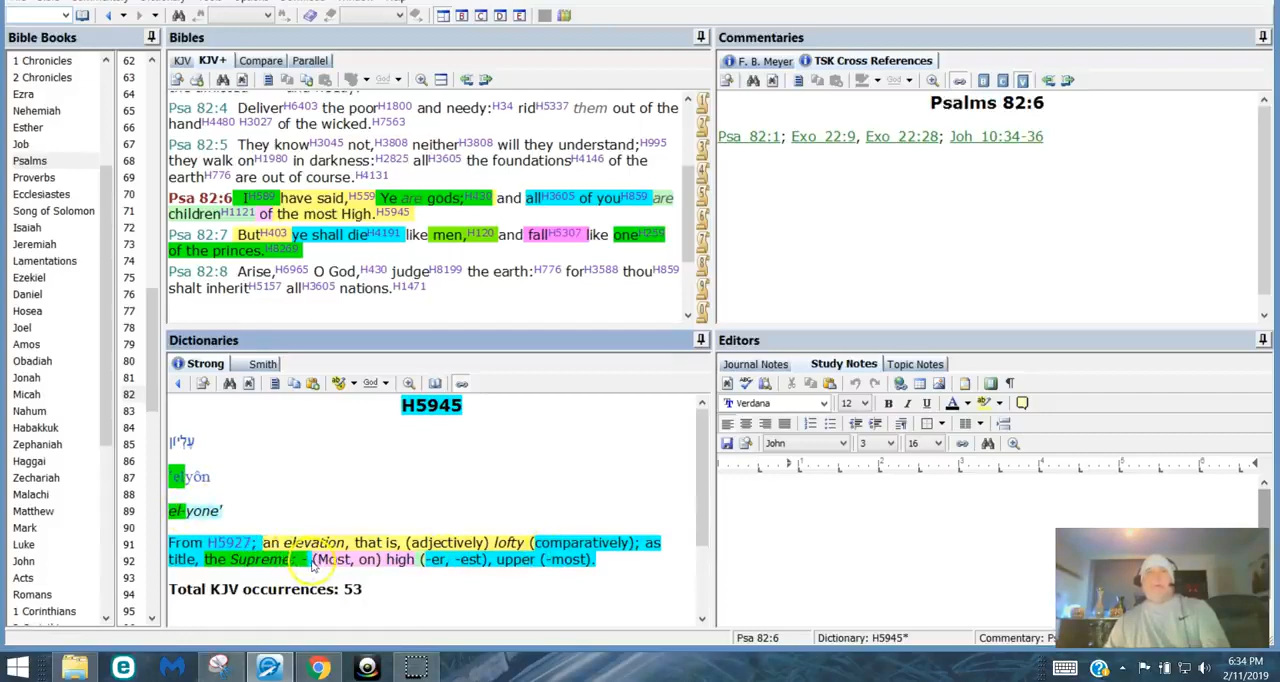 Bible Books
1 Chronicles
2 Chronicles
Ezra
Nehemiah
Esther
Job
Psalms
Proverbs
Ecclesiastes
Song of Solomon
Isaiah
Jeremiah
Lamentations
Ezekiel
Daniel
Hosea
Joel
Amos
Obadiah
Jonah
Micah
Nahum
Habakkuk
Zephaniah
Haggai
Zechariah
Malachi
Matthew
Mark
Luke
John
Acts
Romans
1 Corinthians
62
63
64
65
66
67
68
69
70
71
72
73
74
75
76
77
78
79
80
81
82
83
84
85
86
87
88
89
90
91
92
93
94
95
Bibles
KJV KJV+ Compare Parallel
God
Psa 82:4 DeliverH6403 the poorH1800 and needy:H34 ridH5337 them out of the
handH4480 H3027 of the wicked.H7563
Psa 82:5 They knowH3045 not,H3808 neitherH3808 will they understand;H995
they walk onH1980 in darkness:H2825 allH3605 the foundationsH4146 of the
earthH776 are out of course.H4131
Psa 82:6 IH589 have said,H559 Ye are gods;H430 and allH3605 of youH859 are
childrenH1121 of the most High.H5945
Psa 82:7 ButH403 ye shall dieH4191 like men,H120 and fallH5307 like oneH259
of the princes.H8269
Psa 82:8 Arise,H6965 O God,H430 judgeH8199 the earth:H776 forH3588 thouH859
shalt inheritH5157 allH3605 nations.H1471
Dictionaries
Strong Smith
God
H5945
עֶלְיוֹן
‛elyôn
el-yone'
From H5927; an elevation, that is, (adjectively) lofty (comparatively); as
title, the Supreme: - (Most, on) high (-er, -est), upper (-most).
Total KJV occurrences: 53
Commentaries
F. B. Meyer TSK Cross References
God
Psalms 82:6
Psa 82:1; Exo 22:9, Exo 22:28; Joh 10:34-36
Editors
Journal Notes Study Notes Topic Notes
Verdana 12 B I U A
John 3 16
1 2 3 4 5 6
Psa 82:6 Dictionary: H5945* Commentary: Ps
6:34 PM
2/11/2019